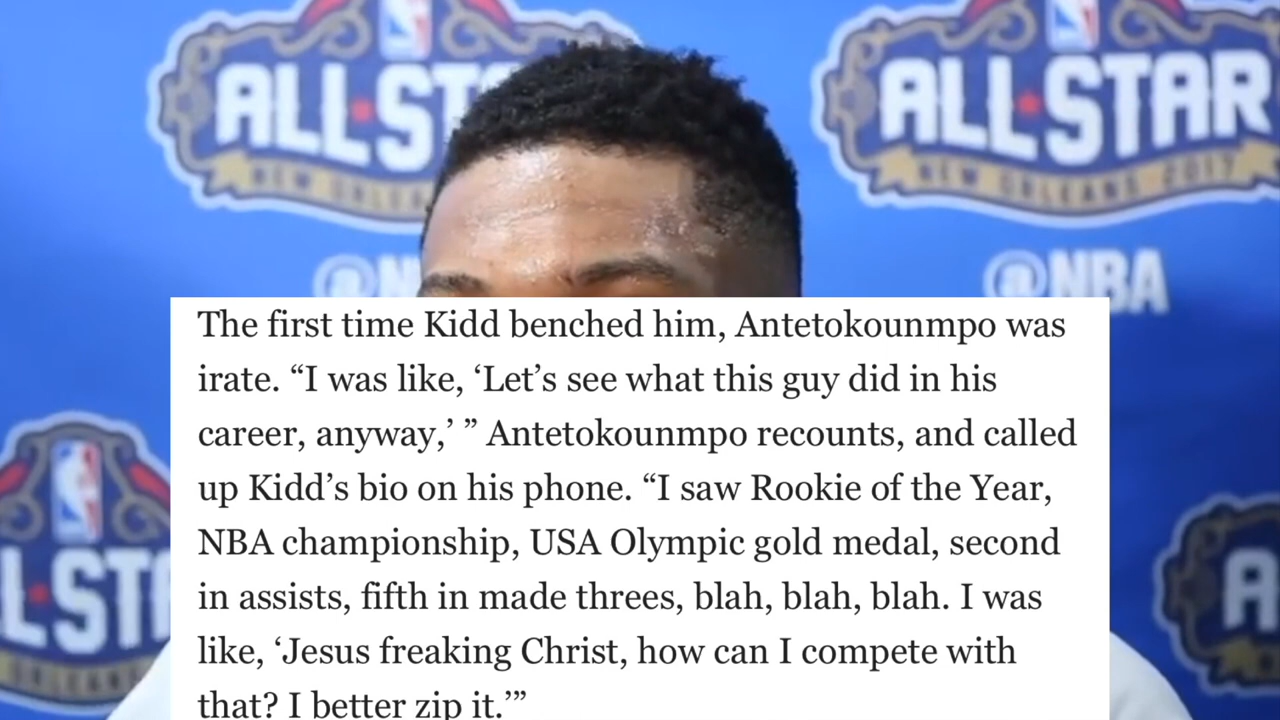 ALL★STAR
NEW ORLEANS
ALL★STAR
NEW ORLEANS 2017
@N
@NBA
The first time Kidd benched him, Antetokounmpo was
irate. “I was like, ‘Let’s see what this guy did in his
career, anyway,’ ” Antetokounmpo recounts, and called
up Kidd’s bio on his phone. “I saw Rookie of the Year,
NBA championship, USA Olympic gold medal, second
in assists, fifth in made threes, blah, blah, blah. I was
like, ‘Jesus freaking Christ, how can I compete with
that? I better zip it.’”